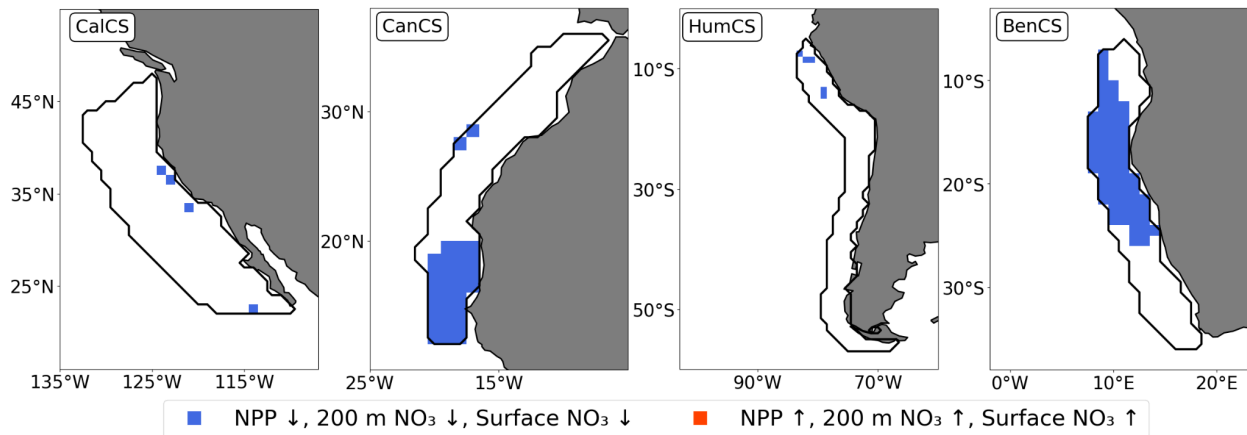 CalCS
CanCS
HumCS
BenCS
45°N
35°N
25°N
135°W
125°W
115°W
30°N
20°N
25°W
15°W
10°S
30°S
50°S
90°W
70°W
10°S
20°S
30°S
0°W
10°E
20°E
NPP ↓, 200 m NO₃ ↓, Surface NO₃ ↓
NPP ↑, 200 m NO₃ ↑, Surface NO₃ ↑